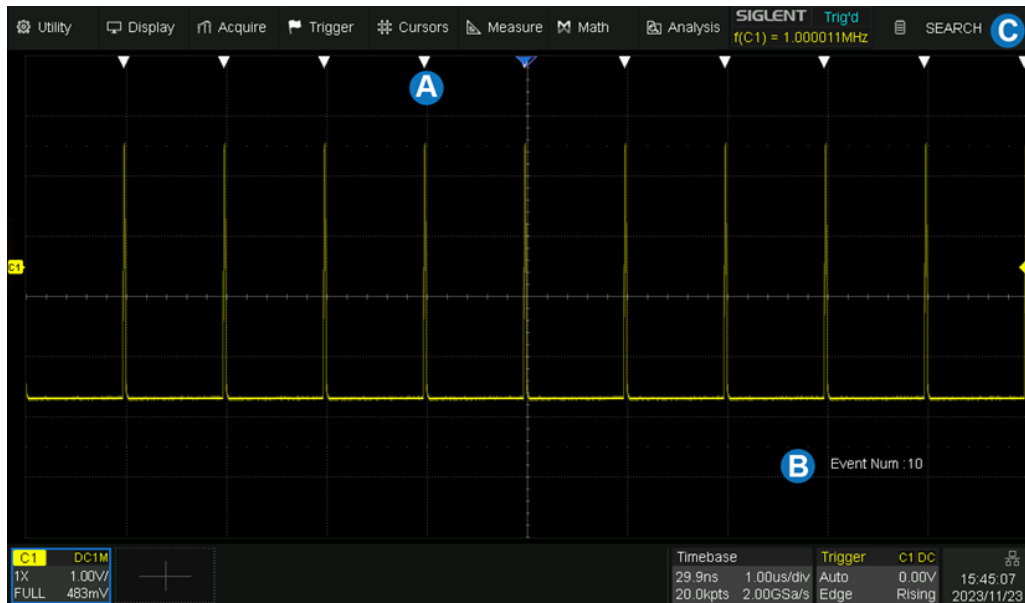 Utility
Display
Acquire
Trigger
Cursors
Measure
Math
Analysis
SIGLENT Trig'd
f(C1) = 1.000011MHz
SEARCH
C
A
C1
B
Event Num :10
C1 DC1M
1X 1.00V/
FULL 483mV
Timebase
29.9ns 1.00us/div
20.0kpts 2.00GSa/s
Trigger C1 DC
Auto 0.00V
Edge Rising
15:45:07
2023/11/23